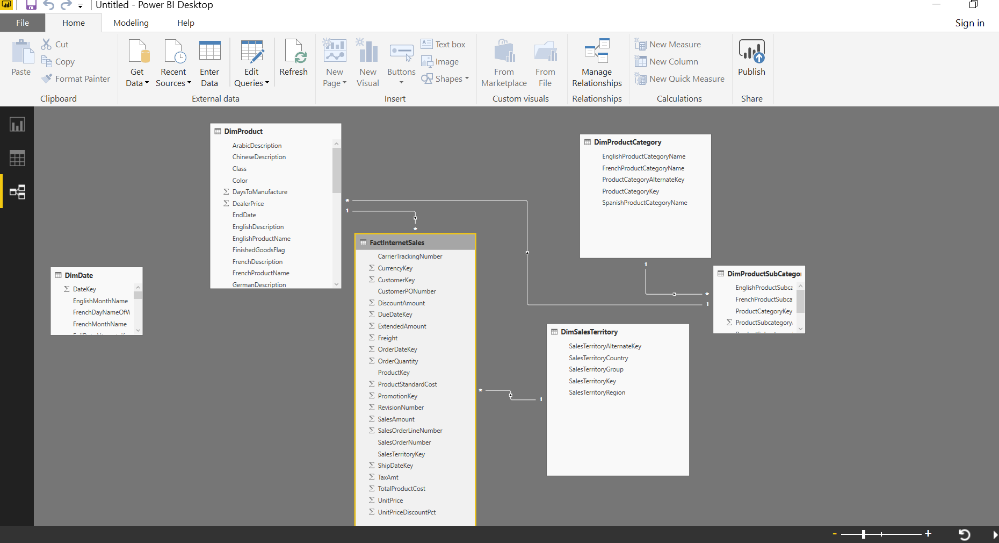 Untitled - Power BI Desktop
File Home Modeling Help Sign in
Paste
Cut
Copy
Format Painter
Clipboard
Get Data
Recent Sources
Enter Data
Edit Queries
Refresh
External data
New Page
New Visual
Buttons
Text box
Image
Shapes
Insert
From Marketplace
From File
Custom visuals
Manage Relationships
Relationships
New Measure
New Column
New Quick Measure
Calculations
Publish
Share
DimProduct
ArabicDescription
ChineseDescription
Class
Color
Σ DaysToManufacture
Σ DealerPrice
EndDate
EnglishDescription
EnglishProductName
FinishedGoodsFlag
FrenchDescription
FrenchProductName
GermanDescription
*
1
*
DimProductCategory
EnglishProductCategoryName
FrenchProductCategoryName
ProductCategoryAlternateKey
ProductCategoryKey
SpanishProductCategoryName
1
*
1
DimDate
Σ DateKey
EnglishMonthName
FrenchDayNameOfW
FrenchMonthName
FactInternetSales
CarrierTrackingNumber
Σ CurrencyKey
Σ CustomerKey
CustomerPONumber
Σ DiscountAmount
Σ DueDateKey
Σ ExtendedAmount
Σ Freight
Σ OrderDateKey
Σ OrderQuantity
ProductKey
Σ ProductStandardCost
Σ PromotionKey
Σ RevisionNumber
Σ SalesAmount
Σ SalesOrderLineNumber
SalesOrderNumber
SalesTerritoryKey
Σ ShipDateKey
Σ TaxAmt
Σ TotalProductCost
Σ UnitPrice
Σ UnitPriceDiscountPct
*
1
DimProductSubCategor
EnglishProductSubca
FrenchProductSubca
ProductCategoryKey
Σ ProductSubcategory
DimSalesTerritory
SalesTerritoryAlternateKey
SalesTerritoryCountry
SalesTerritoryGroup
SalesTerritoryKey
SalesTerritoryRegion